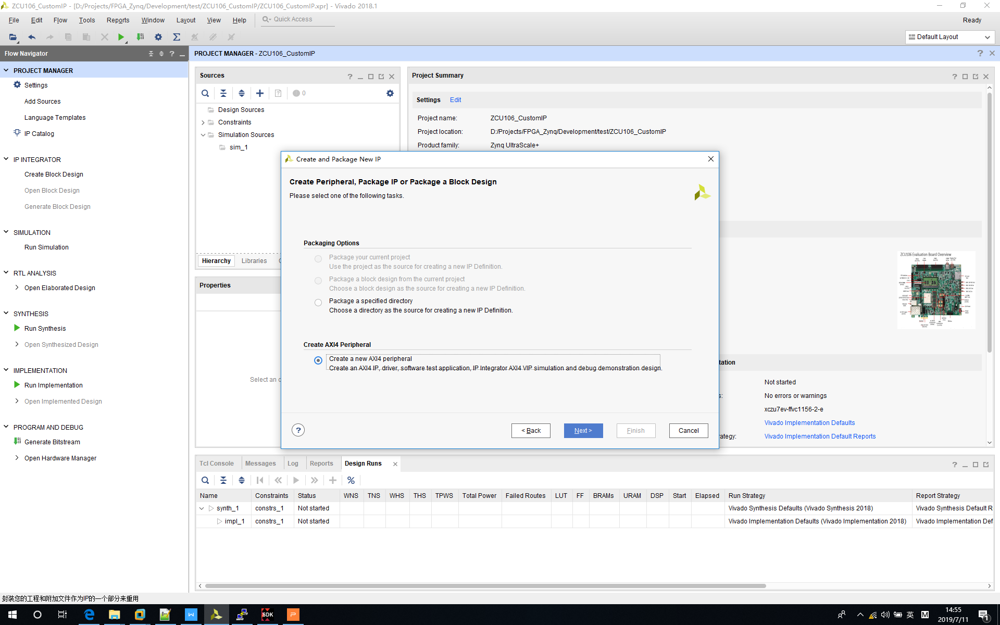 ZCU106_CustomIP - [D:/Projects/FPGA_Zynq/Development/test/ZCU106_CustomIP/ZCU106_CustomIP.xpr] - Vivado 2018.1
File Edit Flow Tools Reports Window Layout View Help Quick Access
Ready
Default Layout
Flow Navigator
PROJECT MANAGER - ZCU106_CustomIP
PROJECT MANAGER
Settings
Add Sources
Language Templates
IP Catalog
IP INTEGRATOR
Create Block Design
Open Block Design
Generate Block Design
SIMULATION
Run Simulation
RTL ANALYSIS
Open Elaborated Design
SYNTHESIS
Run Synthesis
Open Synthesized Design
IMPLEMENTATION
Run Implementation
Open Implemented Design
PROGRAM AND DEBUG
Generate Bitstream
Open Hardware Manager
Sources
0
Design Sources
Constraints
Simulation Sources
sim_1
Hierarchy Libraries
Properties
Select an o
Project Summary
Settings Edit
Project name: ZCU106_CustomIP
Project location: D:/Projects/FPGA_Zynq/Development/test/ZCU106_CustomIP
Product family: Zynq UltraScale+
ZCU106 Evaluation Board Overview
tation
Not started
s: No errors or warnings
xczu7ev-ffvc1156-2-e
Vivado Implementation Defaults
ategy: Vivado Implementation Default Reports
Create and Package New IP
Create Peripheral, Package IP or Package a Block Design
Please select one of the following tasks.
Packaging Options
Package your current project
Use the project as the source for creating a new IP Definition.
Package a block design from the current project
Choose a block design as the source for creating a new IP Definition.
Package a specified directory
Choose a directory as the source for creating a new IP Definition.
Create AXI4 Peripheral
Create a new AXI4 peripheral
Create an AXI4 IP, driver, software test application, IP Integrator AXI4 VIP simulation and debug demonstration design.
? < Back Next > Finish Cancel
Tcl Console Messages Log Reports Design Runs
Name Constraints Status WNS TNS WHS THS TPWS Total Power Failed Routes LUT FF BRAMs URAM DSP Start Elapsed Run Strategy Report Strategy
synth_1 constrs_1 Not started Vivado Synthesis Defaults (Vivado Synthesis 2018) Vivado Synthesis Default R
impl_1 constrs_1 Not started Vivado Implementation Defaults (Vivado Implementation 2018) Vivado Implementation Def
封装您的工程和附加文件作为IP的一个部分来重用
SDK
英 M
14:55
2019/7/11
1